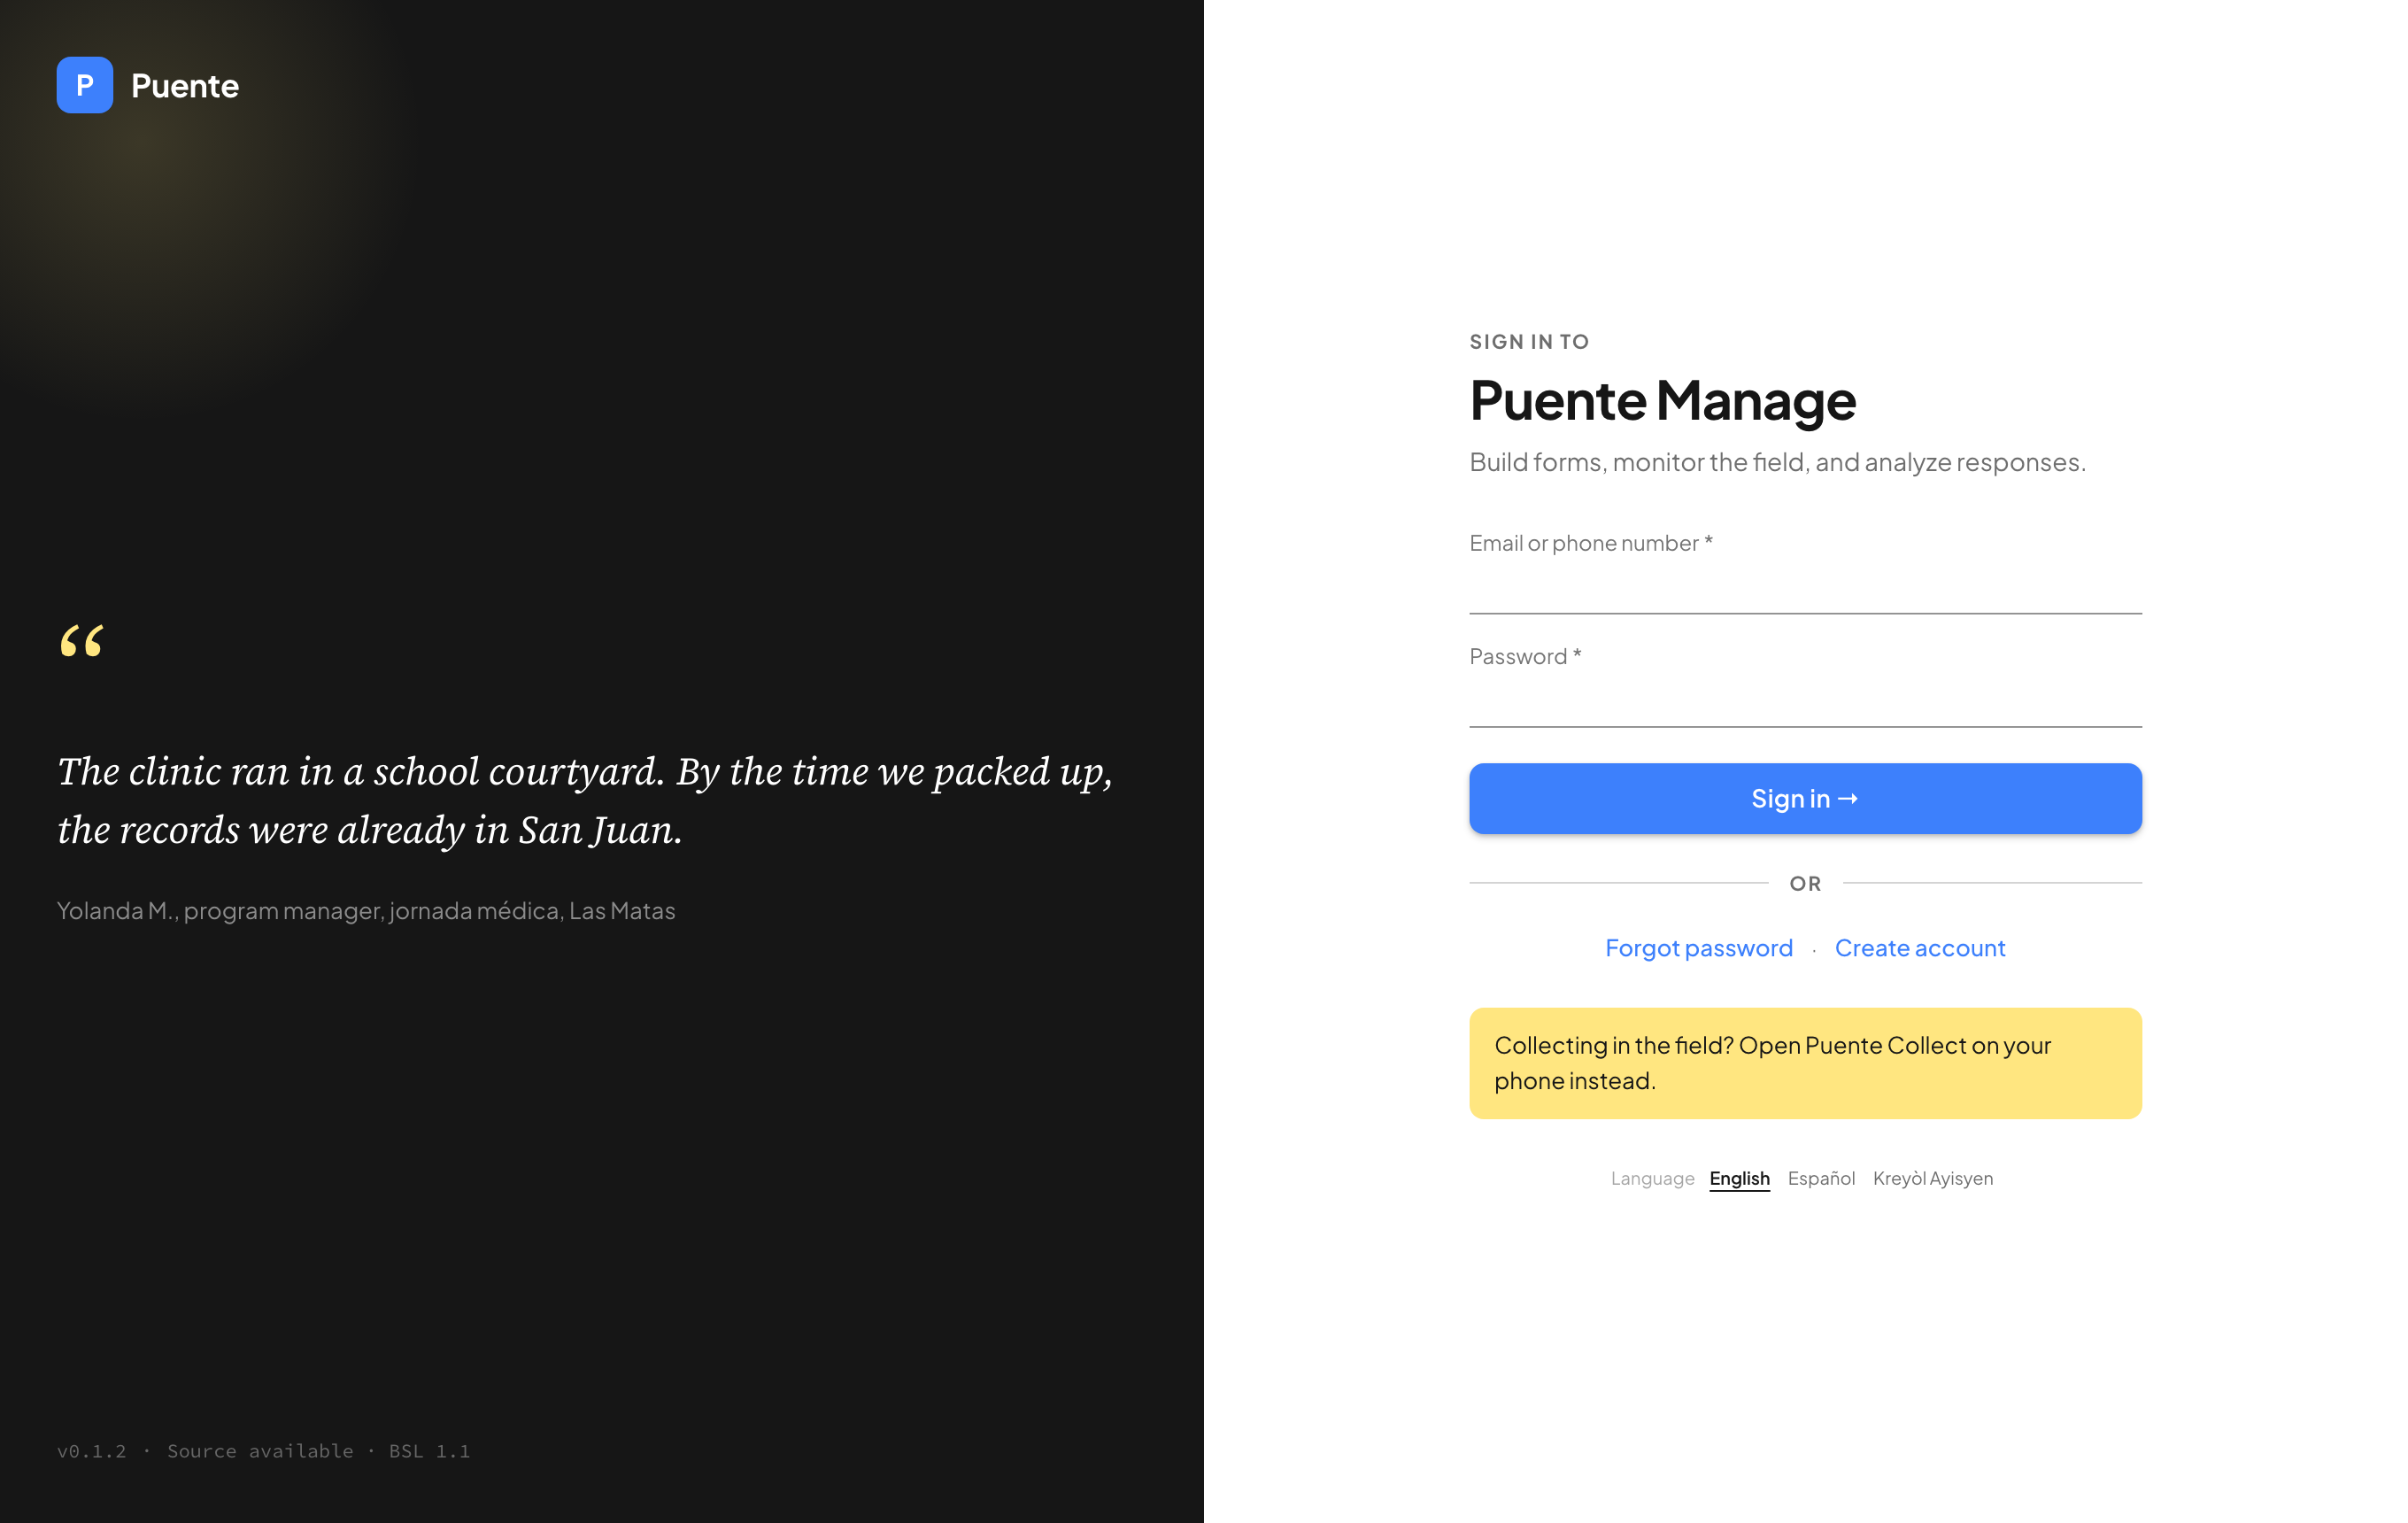 P Puente
“
The clinic ran in a school courtyard. By the time we packed up,
the records were already in San Juan.
Yolanda M., program manager, jornada médica, Las Matas
v0.1.2 · Source available · BSL 1.1
SIGN IN TO
Puente Manage
Build forms, monitor the field, and analyze responses.
Email or phone number *
Password *
Sign in →
OR
Forgot password · Create account
Collecting in the field? Open Puente Collect on your
phone instead.
Language English Español Kreyòl Ayisyen